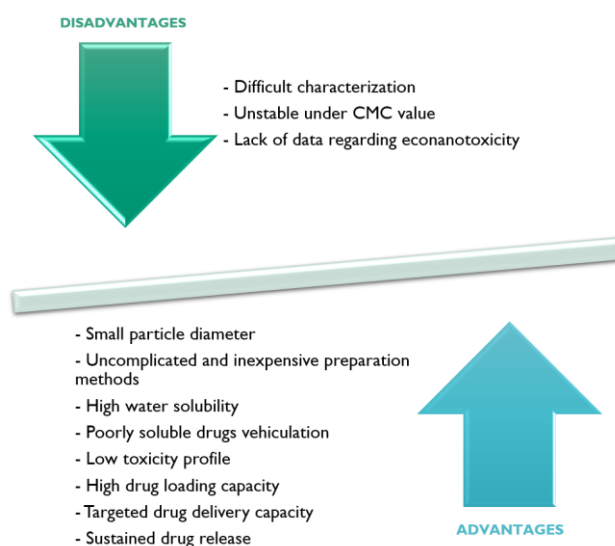 DISADVANTAGES
- Difficult characterization
- Unstable under CMC value
- Lack of data regarding econanotoxicity
- Small particle diameter
- Uncomplicated and inexpensive preparation
methods
- High water solubility
- Poorly soluble drugs vehiculation
- Low toxicity profile
- High drug loading capacity
- Targeted drug delivery capacity
- Sustained drug release
ADVANTAGES